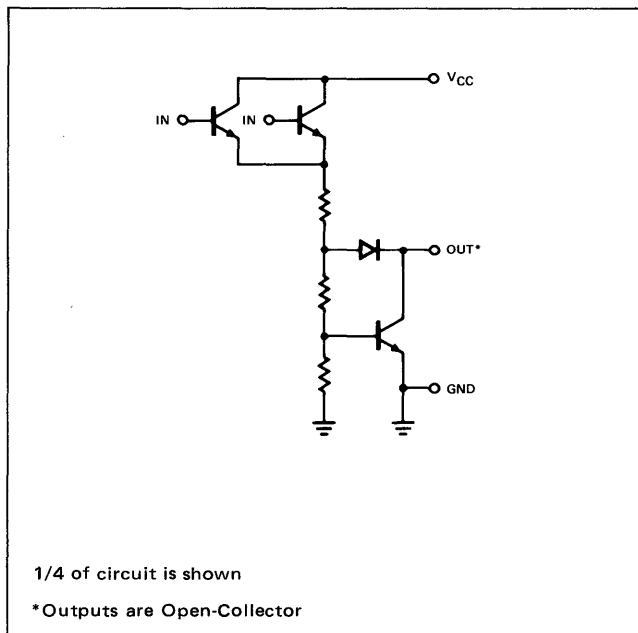 VCC
IN IN
OUT*
GND
1/4 of circuit is shown
*Outputs are Open-Collector